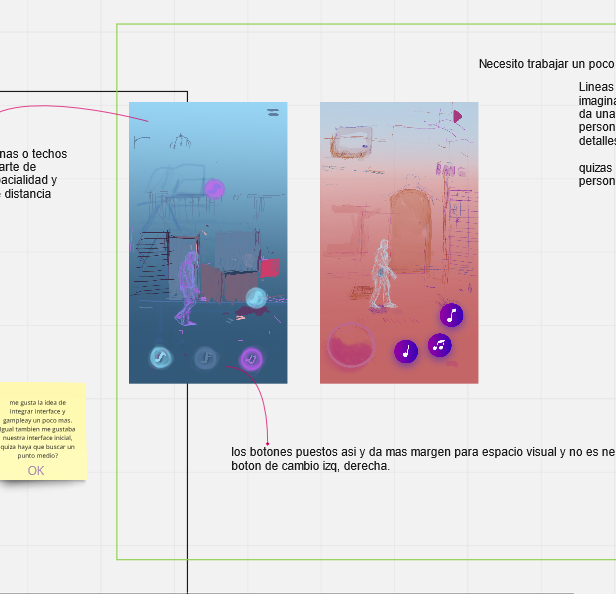 Necesito trabajar un poco
Lineas
imagina
da una
person
detalles
quizas
person
nas o techos
arte de
acialidad y
distancia
me gusta la idea de
integrar interface y
gampleay un poco mas.
Igual tambien me gustaba
nuestra interface inicial,
quiza haya que buscar un
punto medio?
OK
los botones puestos asi y da mas margen para espacio visual y no es ne
boton de cambio izq, derecha.